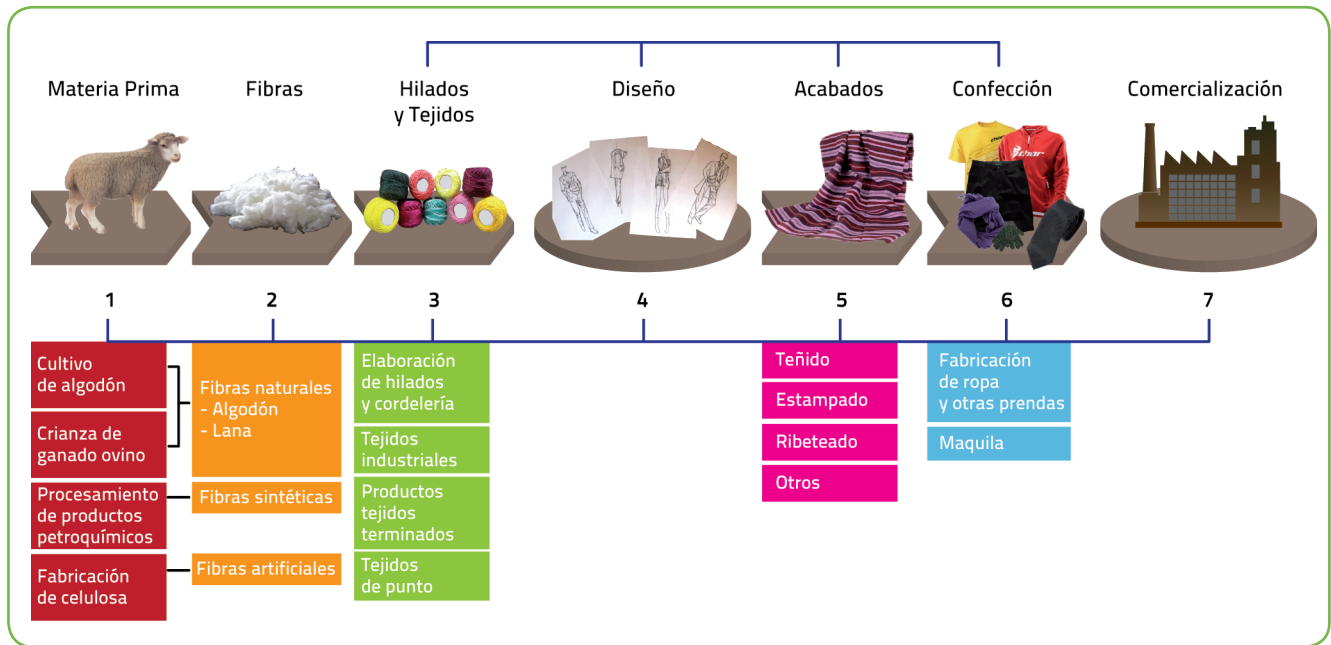 Materia Prima
Fibras
Hilados
y Tejidos
Diseño
Acabados
Confección
Comercialización
char
char
1
2
3
4
5
6
7
Cultivo
de algodón
Crianza de
ganado ovino
Procesamiento
de productos
petroquímicos
Fabricación
de celulosa
Fibras naturales
- Algodón
- Lana
Fibras sintéticas
Fibras artificiales
Elaboración
de hilados
y cordelería
Tejidos
industriales
Productos
tejidos
terminados
Tejidos
de punto
Teñido
Estampado
Ribeteado
Otros
Fabricación
de ropa
y otras prendas
Maquila